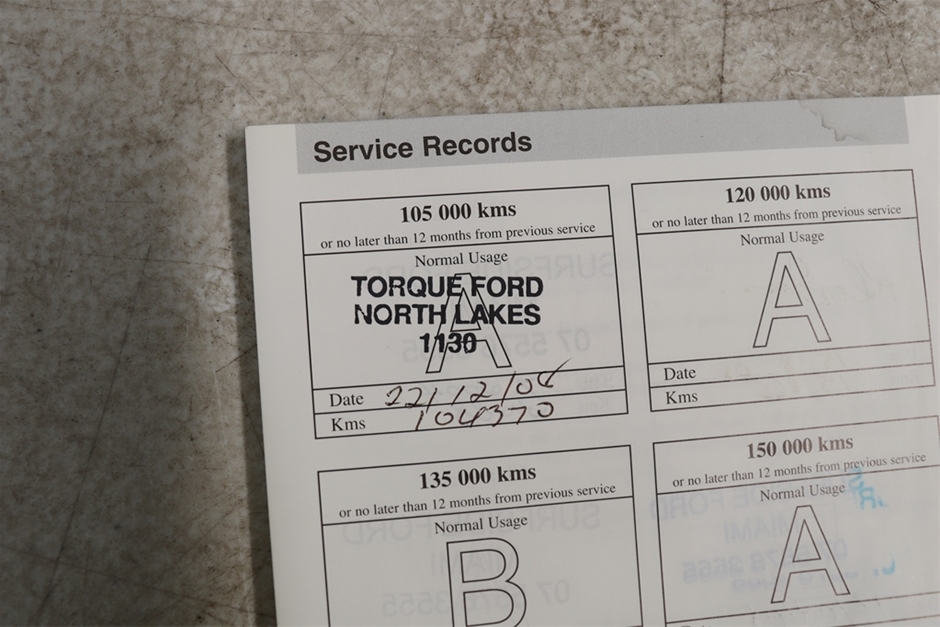 Service Records
105 000 kms
or no later than 12 months from previous service
Normal Usage
A
TORQUE FORD
NORTH LAKES
1130
Date 22/12/04
Kms 104370
120 000 kms
or no later than 12 months from previous service
Normal Usage
A
Date
Kms
135 000 kms
or no later than 12 months from previous service
Normal Usage
B
150 000 kms
or no later than 12 months from previous service
Normal Usage
A